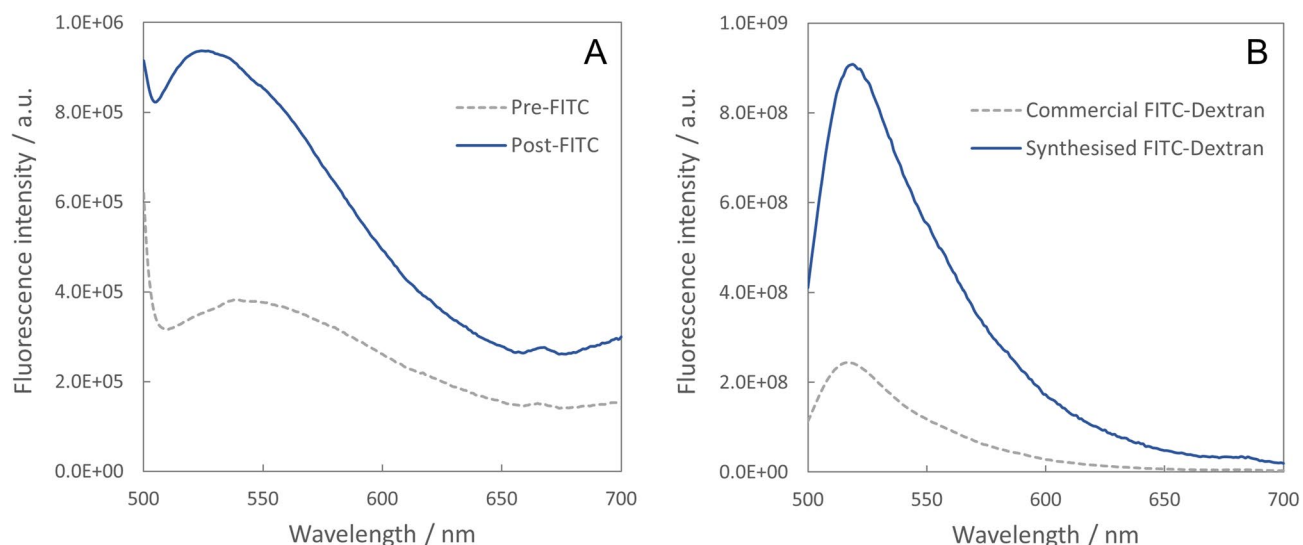 A
Fluorescence intensity / a.u.
1.0E+06
8.0E+05
6.0E+05
4.0E+05
2.0E+05
0.0E+00
Pre-FITC
Post-FITC
500 550 600 650 700
Wavelength / nm
B
Fluorescence intensity / a.u.
1.0E+09
8.0E+08
6.0E+08
4.0E+08
2.0E+08
0.0E+00
Commercial FITC-Dextran
Synthesised FITC-Dextran
500 550 600 650 700
Wavelength / nm